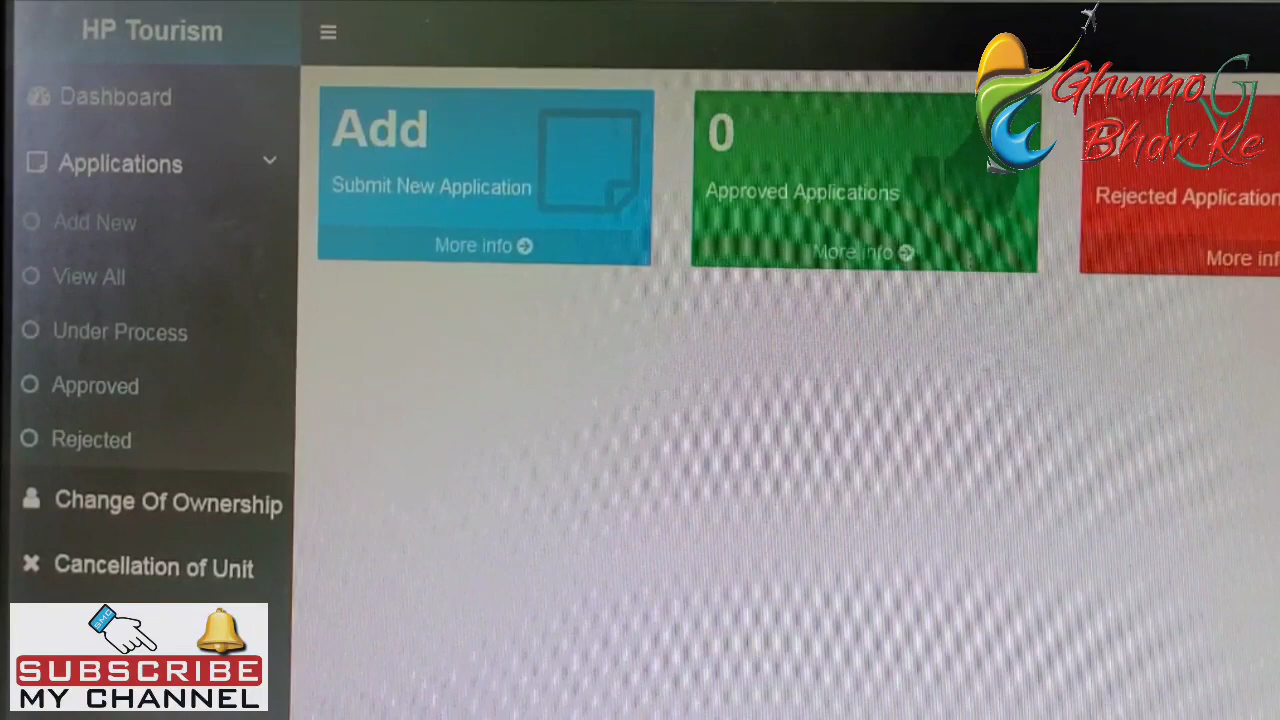 HP Tourism
Dashboard
Applications
Add New
View All
Under Process
Approved
Rejected
Change Of Ownership
Cancellation of Unit
Add
Submit New Application
More info
0
Approved Applications
More info
Rejected Application
More inf
Ghumo G
Bhar Ke
SMC
SUBSCRIBE
MY CHANNEL